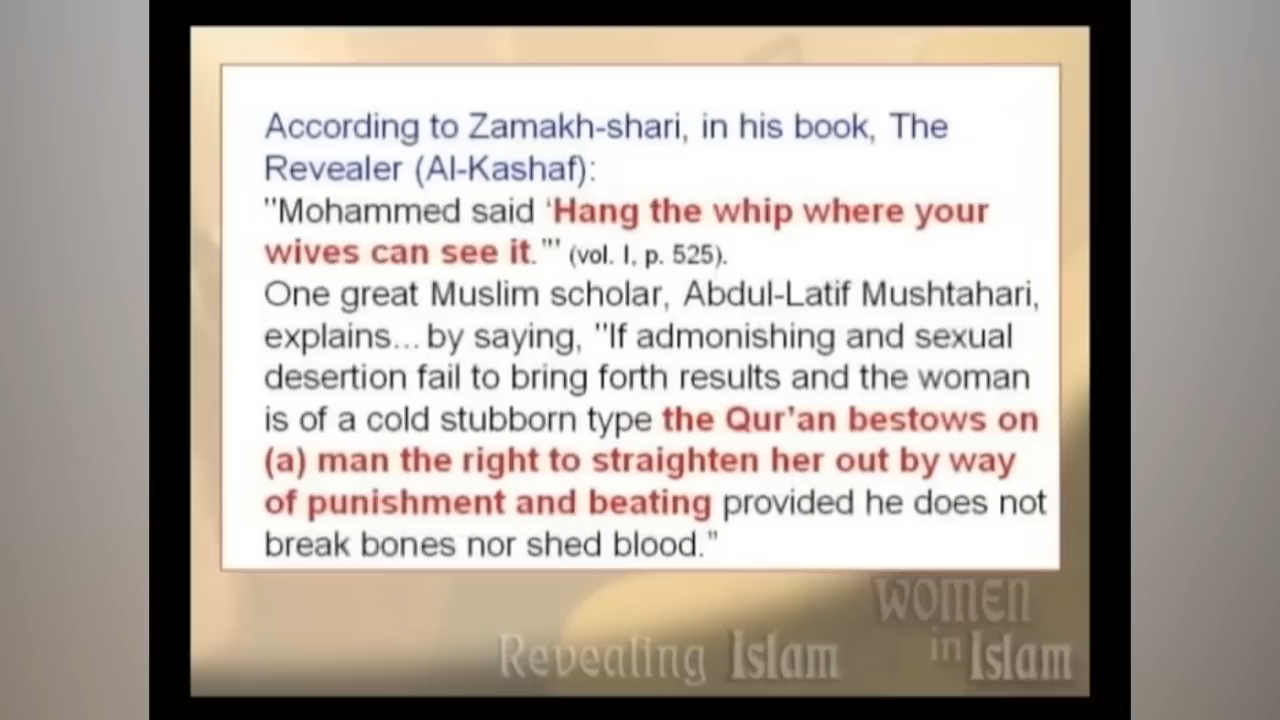 According to Zamakh-shari, in his book, The
Revealer (Al-Kashaf):
"Mohammed said ‘Hang the whip where your
wives can see it."' (vol. I, p. 525).
One great Muslim scholar, Abdul-Latif Mushtahari,
explains... by saying, "If admonishing and sexual
desertion fail to bring forth results and the woman
is of a cold stubborn type the Qur'an bestows on
(a) man the right to straighten her out by way
of punishment and beating provided he does not
break bones nor shed blood.”
Revealing Islam
WOMEN
in Islam